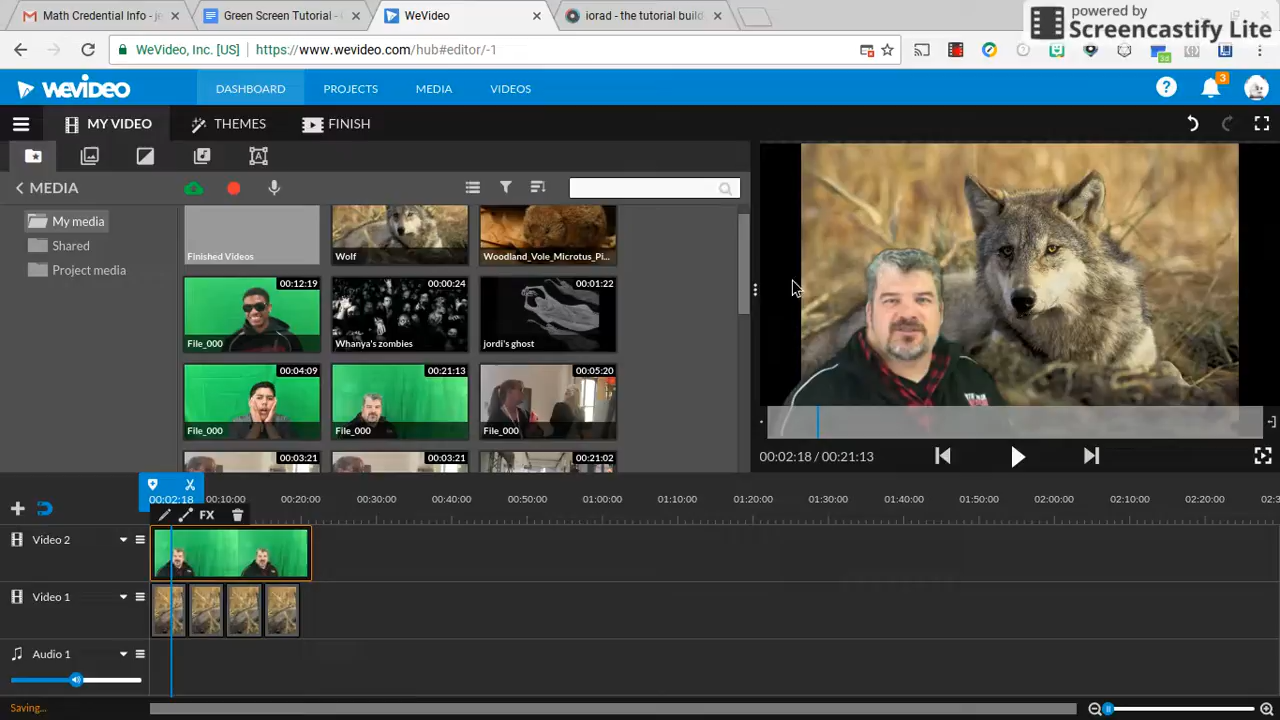 Math Credential Info - je
Green Screen Tutorial -
WeVideo
iorad - the tutorial build
powered by
Screencastify Lite
WeVideo, Inc. [US]
https://www.wevideo.com/hub#editor/-1
WEVIDEO
DASHBOARD
PROJECTS
MEDIA
VIDEOS
?
3
MY VIDEO
THEMES
FINISH
MEDIA
My media
Shared
Project media
Finished Videos
Wolf
Woodland_Vole_Microtus_Pi...
00:12:19
File_000
00:00:24
Whanya's zombies
00:01:22
jordi's ghost
00:04:09
File_000
00:21:13
File_000
00:05:20
File_000
00:03:21
00:03:21
00:21:02
00:02:18 / 00:21:13
00:02:18
00:10:00
00:20:00
00:30:00
00:40:00
00:50:00
01:00:00
01:10:00
01:20:00
01:30:00
01:40:00
01:50:00
02:00:00
02:10:00
02:20:00
02:3
FX
Video 2
Video 1
Audio 1
Saving...